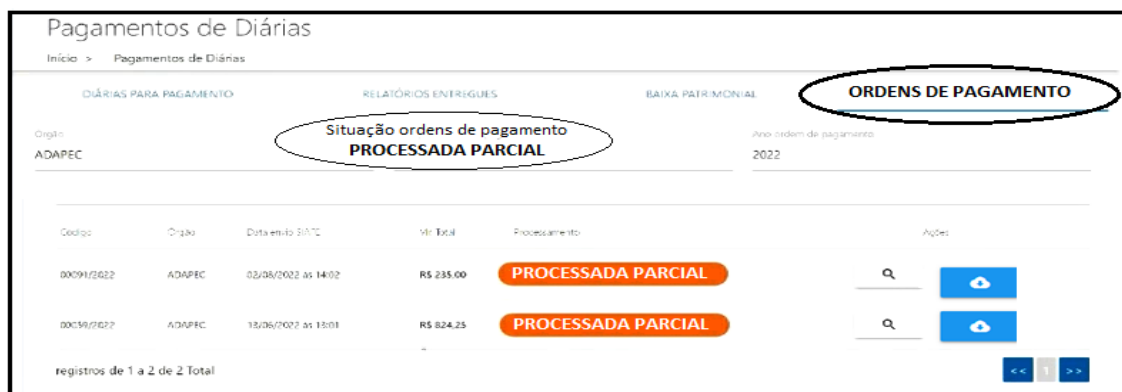 Pagamentos de Diárias
Início > Pagamentos de Diárias
DIÁRIAS PARA PAGAMENTO RELATÓRIOS ENTREGUES BAIXA PATRIMONIAL ORDENS DE PAGAMENTO
Orgão Situação ordens de pagamento Ano ordem de pagamento
ADAPEC PROCESSADA PARCIAL 2022
Código Orgão Data envio SIAFE Vlr Total Processamento Ações
00091/2022 ADAPEC 02/08/2022 às 14:02 R$ 235,00 PROCESSADA PARCIAL
00059/2022 ADAPEC 13/06/2022 às 13:01 R$ 824,25 PROCESSADA PARCIAL
registros de 1 a 2 de 2 Total << 1 >>